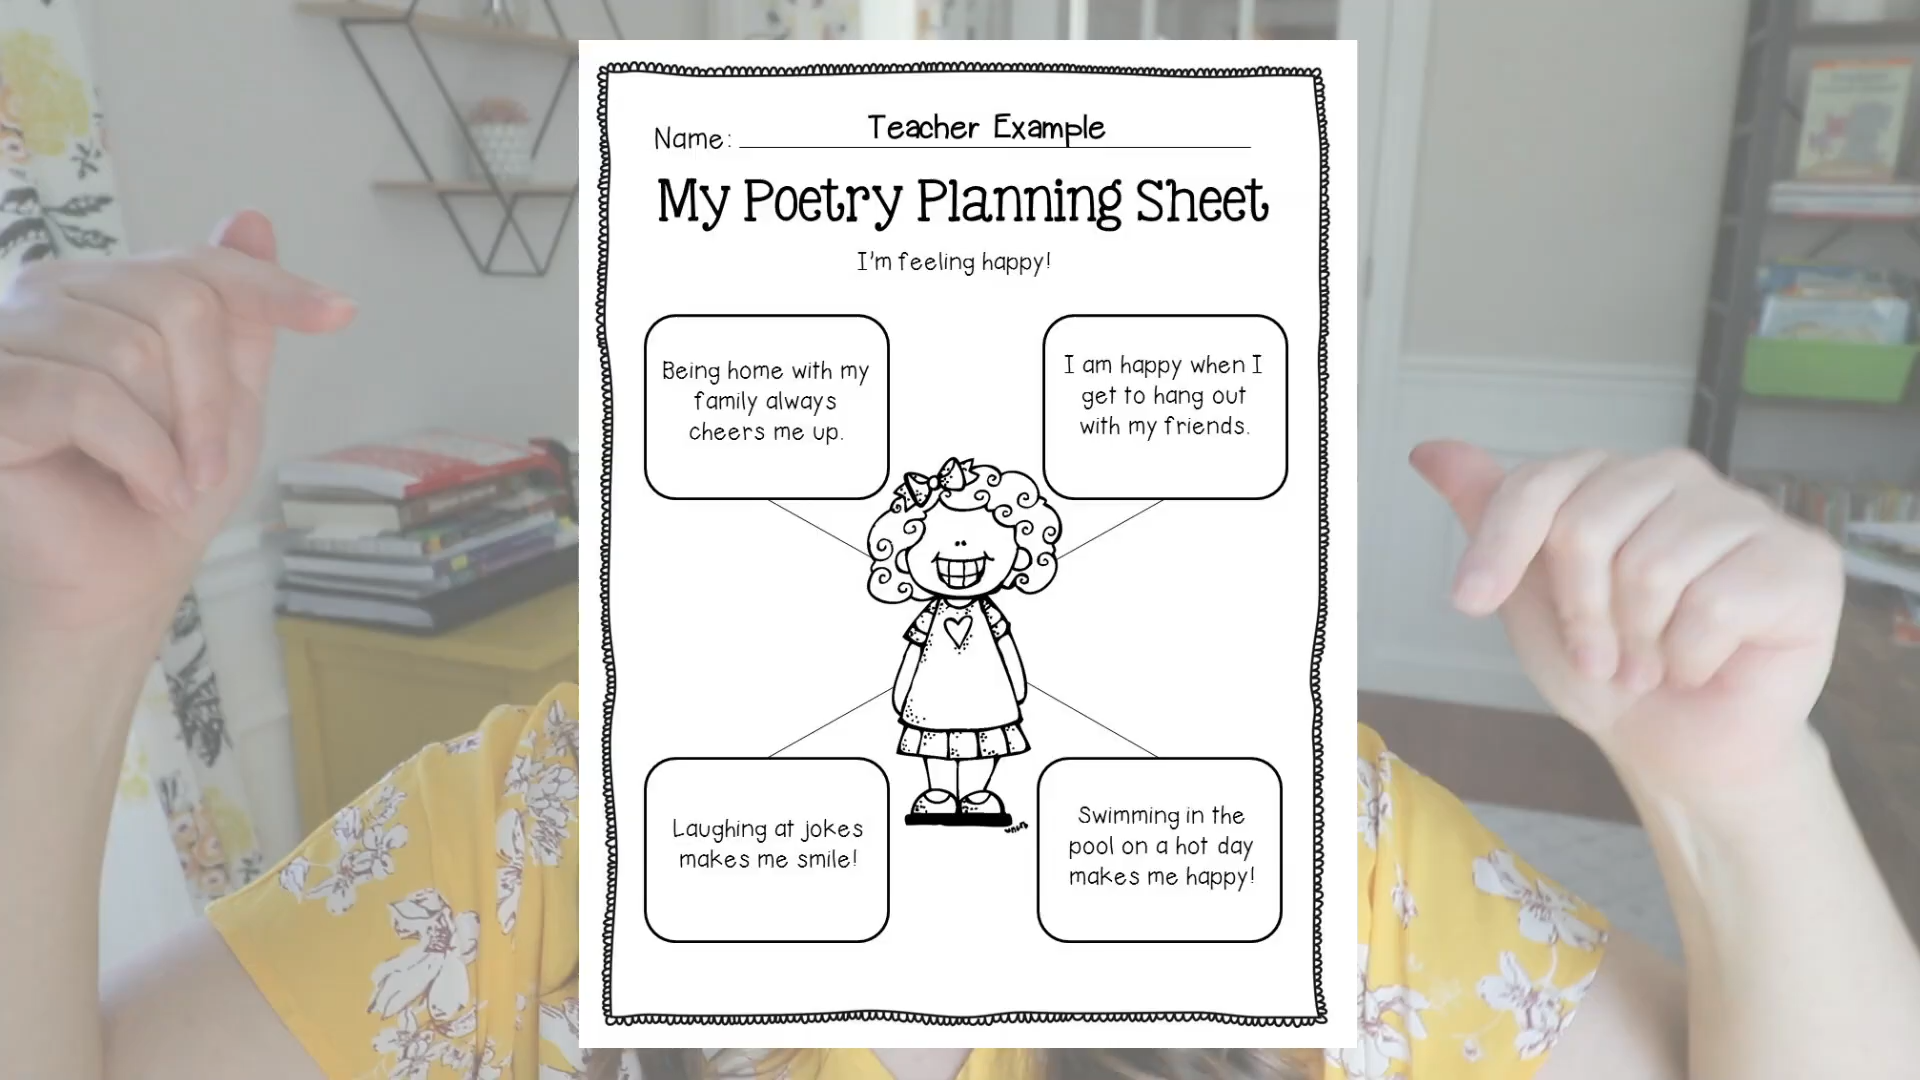 Name: Teacher Example
My Poetry Planning Sheet
I'm feeling happy!
Being home with my
family always
cheers me up.
I am happy when I
get to hang out
with my friends.
Laughing at jokes
makes me smile!
Swimming in the
pool on a hot day
makes me happy!